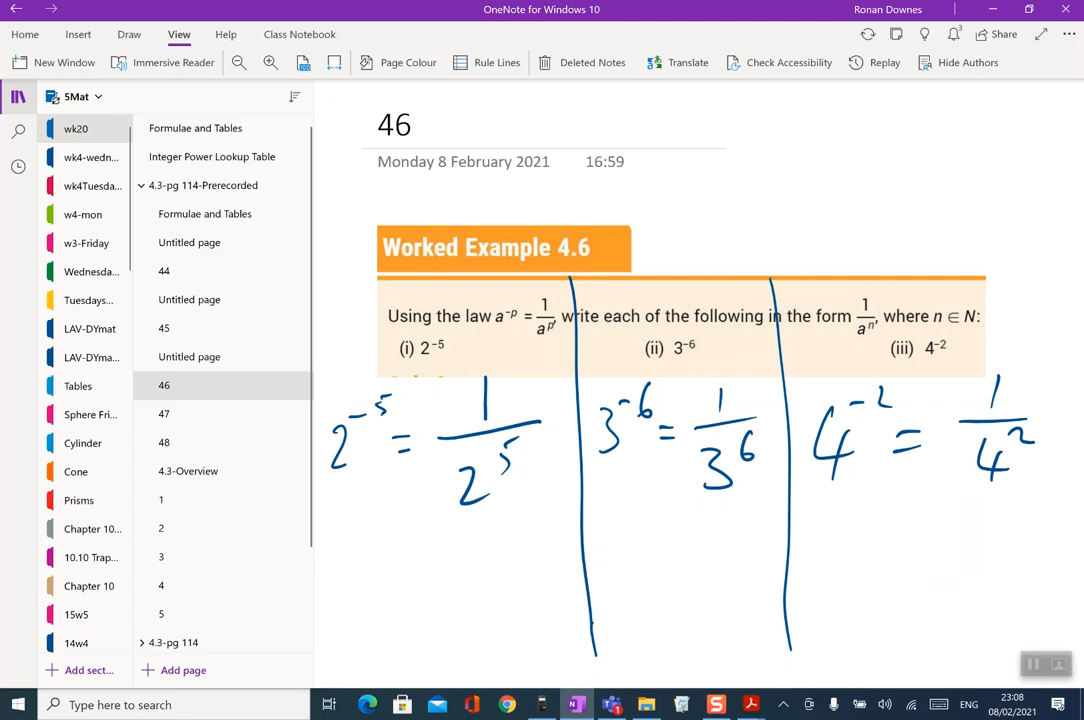 OneNote for Windows 10
Ronan Downes
Home Insert Draw View Help Class Notebook
3 Share
New Window Immersive Reader Page Colour Rule Lines Deleted Notes Translate Check Accessibility Replay Hide Authors
5Mat
wk20
wk4-wedn...
wk4Tuesda...
w4-mon
w3-Friday
Wednesda...
Tuesdays...
LAV-DYmat
LAV-DYma...
Tables
Sphere Fri...
Cylinder
Cone
Prisms
Chapter 10...
10.10 Trap...
Chapter 10
15w5
14w4
Add sect...
Formulae and Tables
Integer Power Lookup Table
4.3-pg 114-Prerecorded
Formulae and Tables
Untitled page
44
Untitled page
45
Untitled page
46
47
48
4.3-Overview
1
2
3
4
5
4.3-pg 114
Add page
46
Monday 8 February 2021 16:59
Worked Example 4.6
Using the law a⁻ᵖ = 1/aᵖ, write each of the following in the form 1/aⁿ, where n ∈ N:
(i) 2⁻⁵ (ii) 3⁻⁶ (iii) 4⁻²
2⁻⁵ = 1/2⁵
3⁻⁶ = 1/3⁶
4⁻² = 1/4²
Type here to search
ENG
23:08
08/02/2021